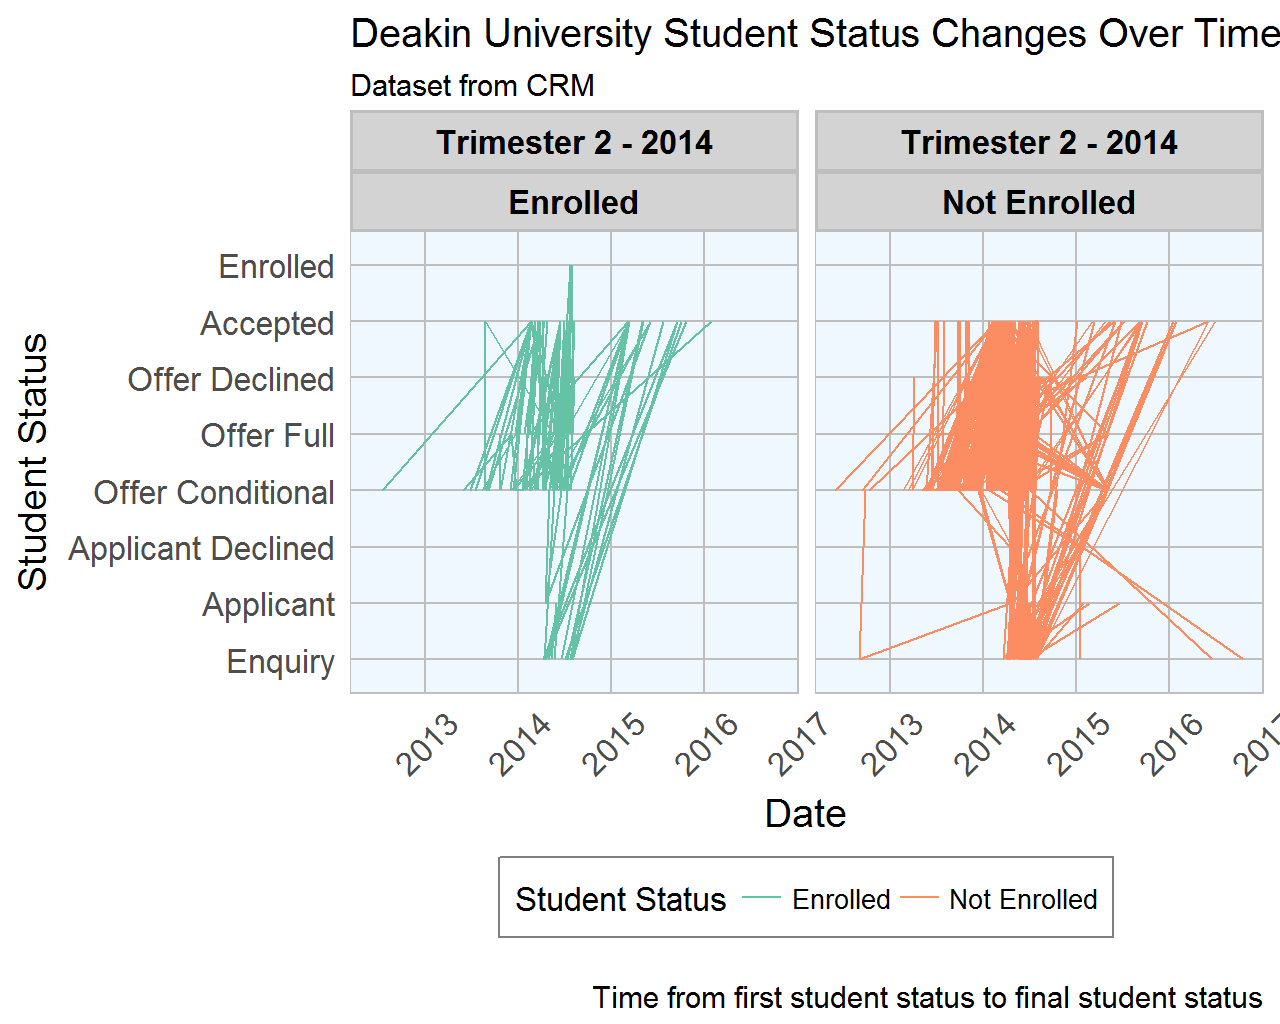 Deakin University Student Status Changes Over Time
Dataset from CRM
Trimester 2 - 2014
Trimester 2 - 2014
Enrolled
Not Enrolled
Student Status
Enrolled
Accepted
Offer Declined
Offer Full
Offer Conditional
Applicant Declined
Applicant
Enquiry
2013 2014 2015 2016 2017 2013 2014 2015 2016 201
Date
Student Status Enrolled Not Enrolled
Time from first student status to final student status